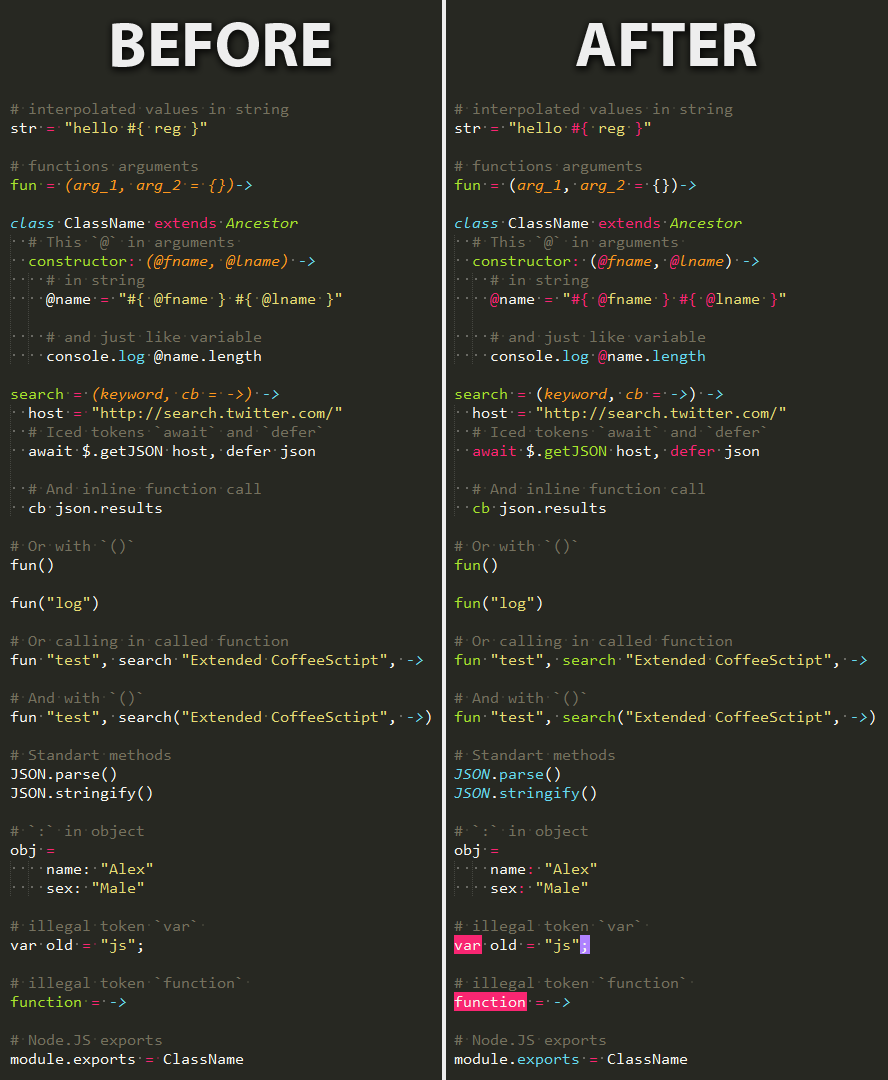 BEFORE
# interpolated values in string
str = "hello #{ reg }"
# functions arguments
fun = (arg_1, arg_2 = {})->
class ClassName extends Ancestor
# This `@` in arguments
constructor: (@fname, @lname) ->
# in string
@name = "#{ @fname } #{ @lname }"
# and just like variable
console.log @name.length
search = (keyword, cb = ->) ->
host = "http://search.twitter.com/"
# Iced tokens `await` and `defer`
await $.getJSON host, defer json
# And inline function call
cb json.results
# Or with `()`
fun()
fun("log")
# Or calling in called function
fun "test", search "Extended CoffeeSctipt", ->
# And with `()`
fun "test", search("Extended CoffeeSctipt", ->)
# Standart methods
JSON.parse()
JSON.stringify()
# `:` in object
obj =
name: "Alex"
sex: "Male"
# illegal token `var`
var old = "js";
# illegal token `function`
function = ->
# Node.JS exports
module.exports = ClassName
AFTER
# interpolated values in string
str = "hello #{ reg }"
# functions arguments
fun = (arg_1, arg_2 = {})->
class ClassName extends Ancestor
# This `@` in arguments
constructor: (@fname, @lname) ->
# in string
@name = "#{ @fname } #{ @lname }"
# and just like variable
console.log @name.length
search = (keyword, cb = ->) ->
host = "http://search.twitter.com/"
# Iced tokens `await` and `defer`
await $.getJSON host, defer json
# And inline function call
cb json.results
# Or with `()`
fun()
fun("log")
# Or calling in called function
fun "test", search "Extended CoffeeSctipt", ->
# And with `()`
fun "test", search("Extended CoffeeSctipt", ->)
# Standart methods
JSON.parse()
JSON.stringify()
# `:` in object
obj =
name: "Alex"
sex: "Male"
# illegal token `var`
var old = "js";
# illegal token `function`
function = ->
# Node.JS exports
module.exports = ClassName